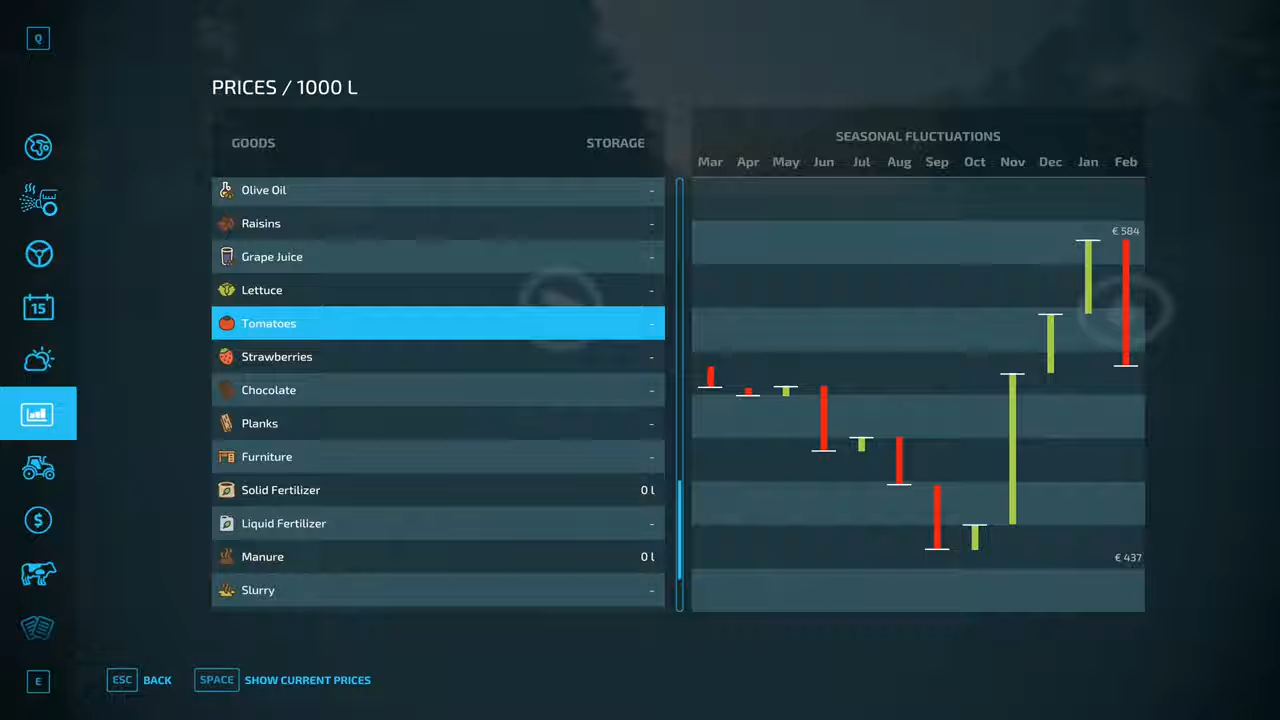 Q
PRICES / 1000 L
GOODS STORAGE
SEASONAL FLUCTUATIONS
Mar Apr May Jun Jul Aug Sep Oct Nov Dec Jan Feb
Olive Oil -
Raisins -
€ 584
Grape Juice -
Lettuce -
15
Tomatoes -
Strawberries -
Chocolate -
Planks -
Furniture -
Solid Fertilizer 0 l
Liquid Fertilizer -
$
Manure 0 l
€ 437
Slurry -
E
ESC BACK SPACE SHOW CURRENT PRICES